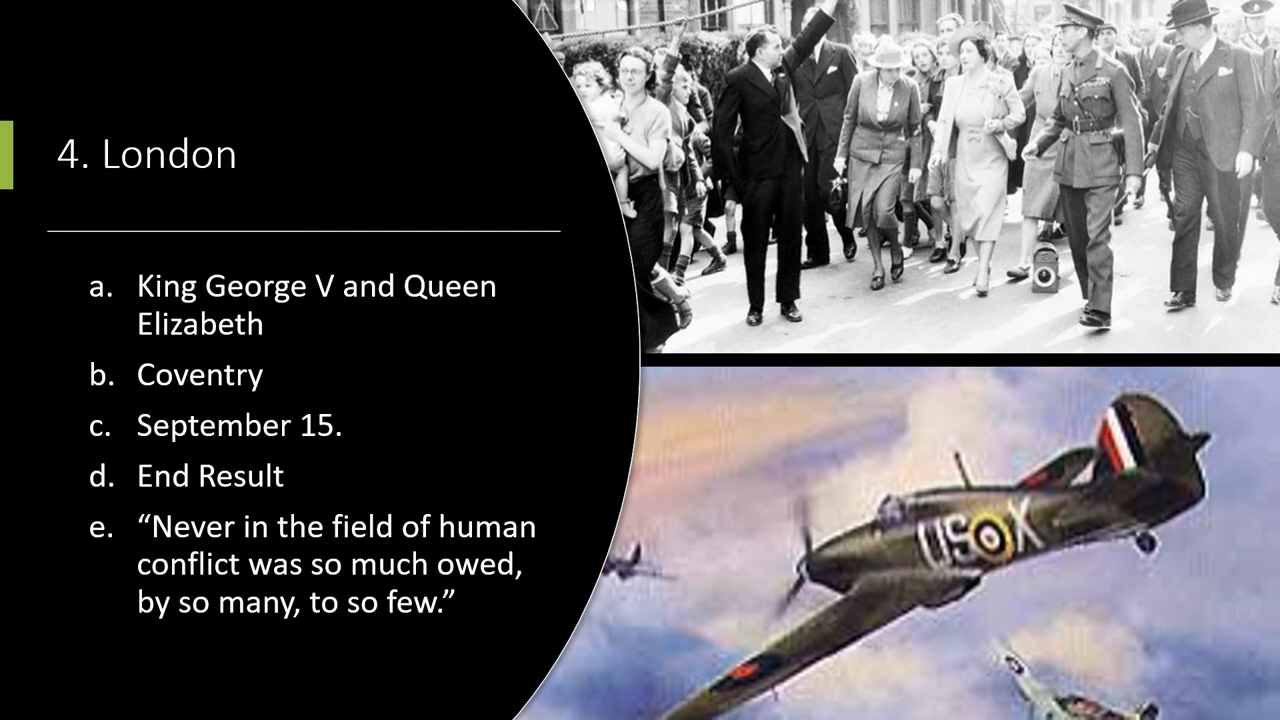 4. London
a. King George V and Queen
Elizabeth
b. Coventry
c. September 15.
d. End Result
e. “Never in the field of human
conflict was so much owed,
by so many, to so few.”
US X